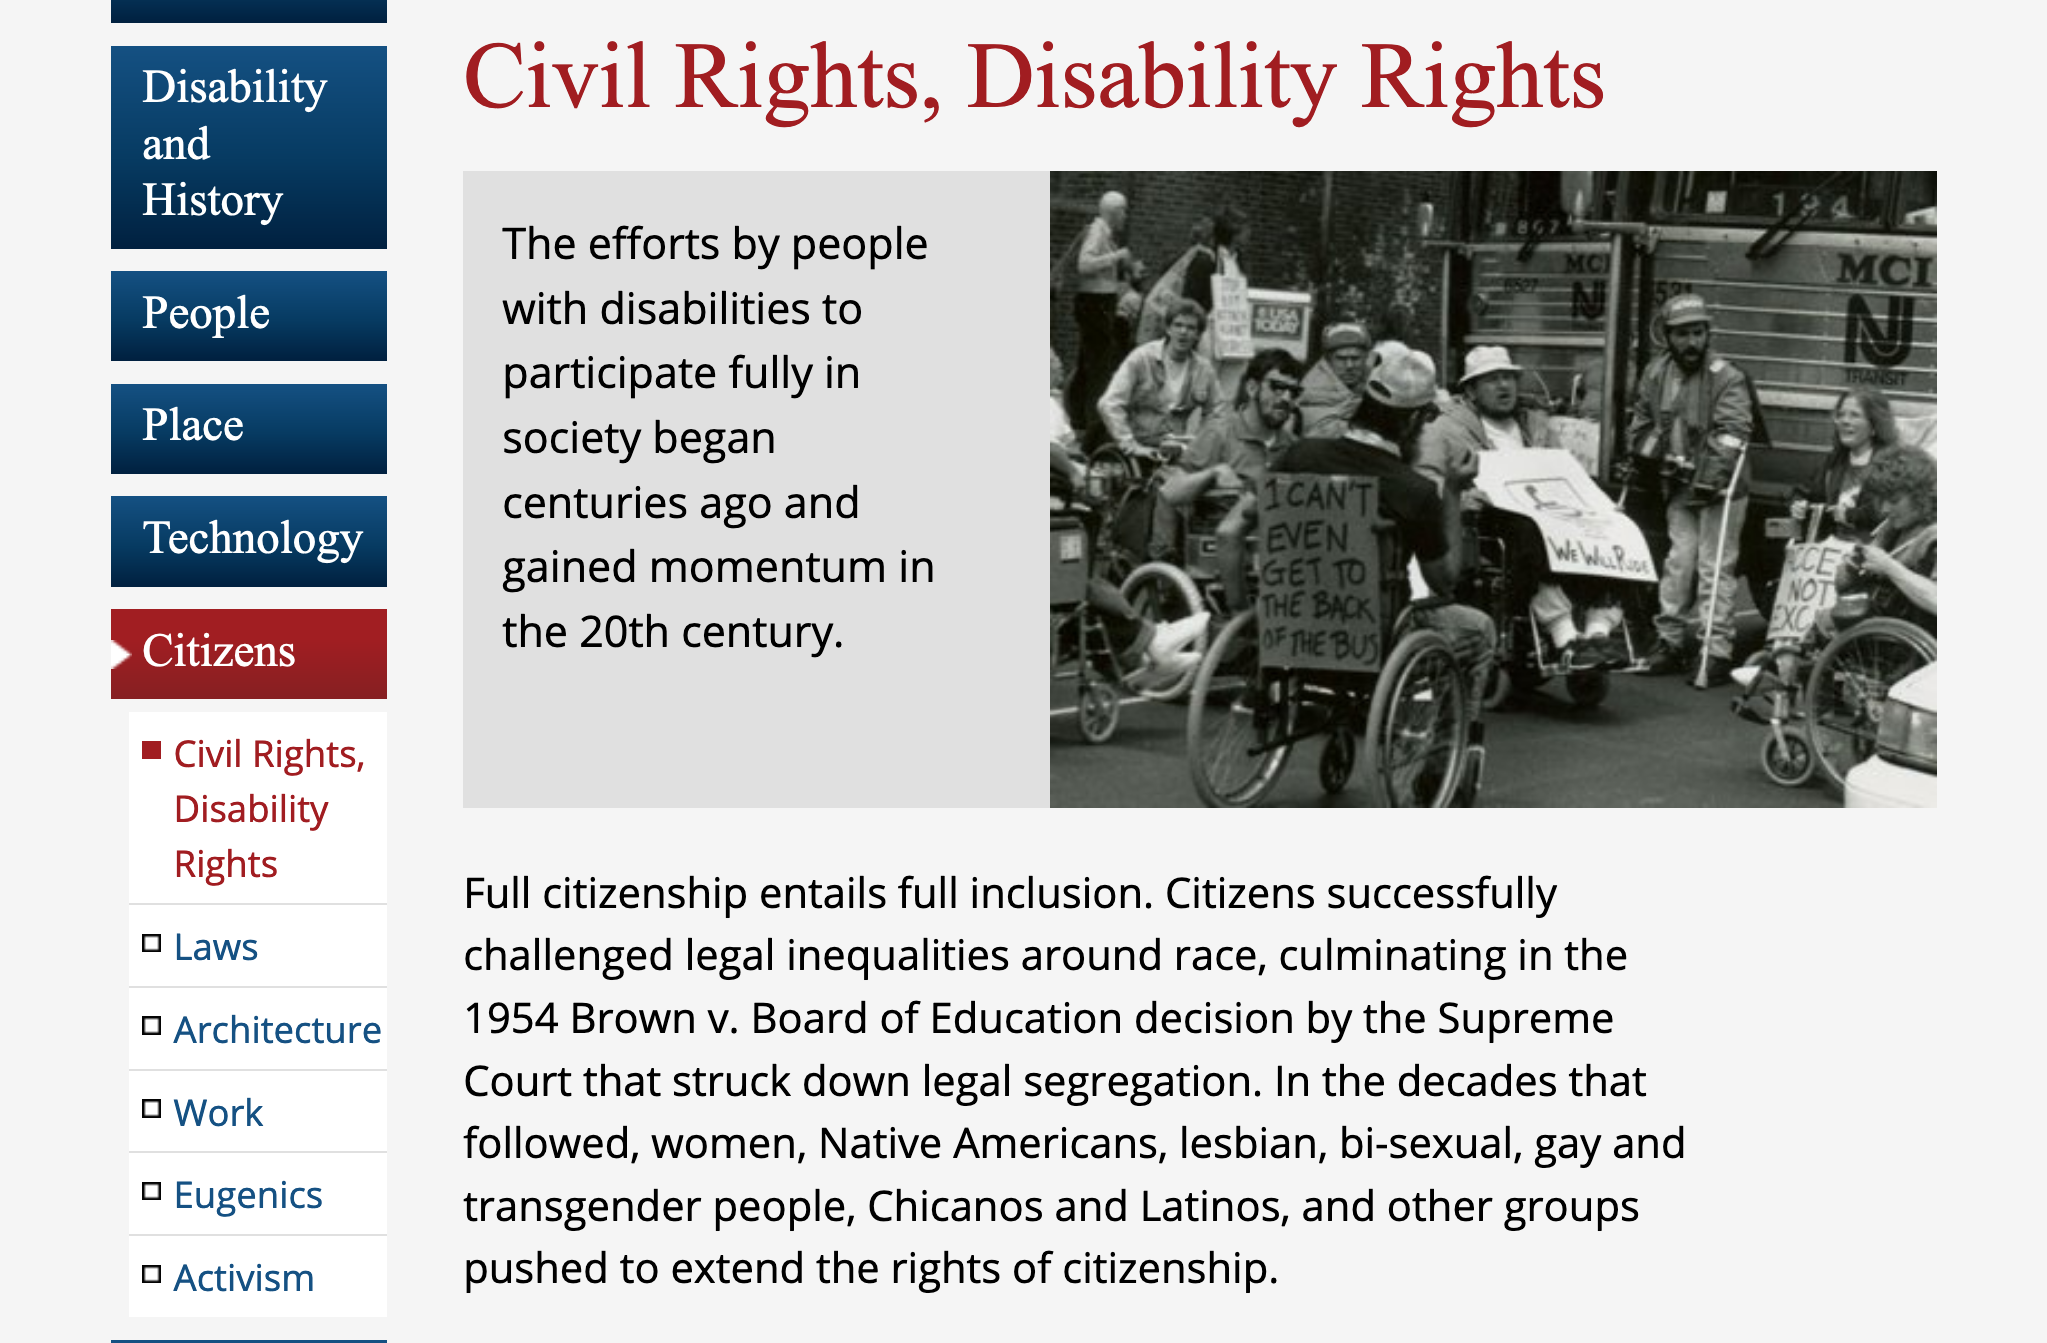 Disability
and
History
People
Place
Technology
Citizens
Civil Rights,
Disability
Rights
Laws
Architecture
Work
Eugenics
Activism
Civil Rights, Disability Rights
The efforts by people
with disabilities to
participate fully in
society began
centuries ago and
gained momentum in
the 20th century.
194
MCI
NJ
TRANSIT
MCI
USA
TODAY
I CAN'T
EVEN
GET TO
THE BACK
OF THE BUS
WE WILL RIDE
NOT
Full citizenship entails full inclusion. Citizens successfully
challenged legal inequalities around race, culminating in the
1954 Brown v. Board of Education decision by the Supreme
Court that struck down legal segregation. In the decades that
followed, women, Native Americans, lesbian, bi-sexual, gay and
transgender people, Chicanos and Latinos, and other groups
pushed to extend the rights of citizenship.